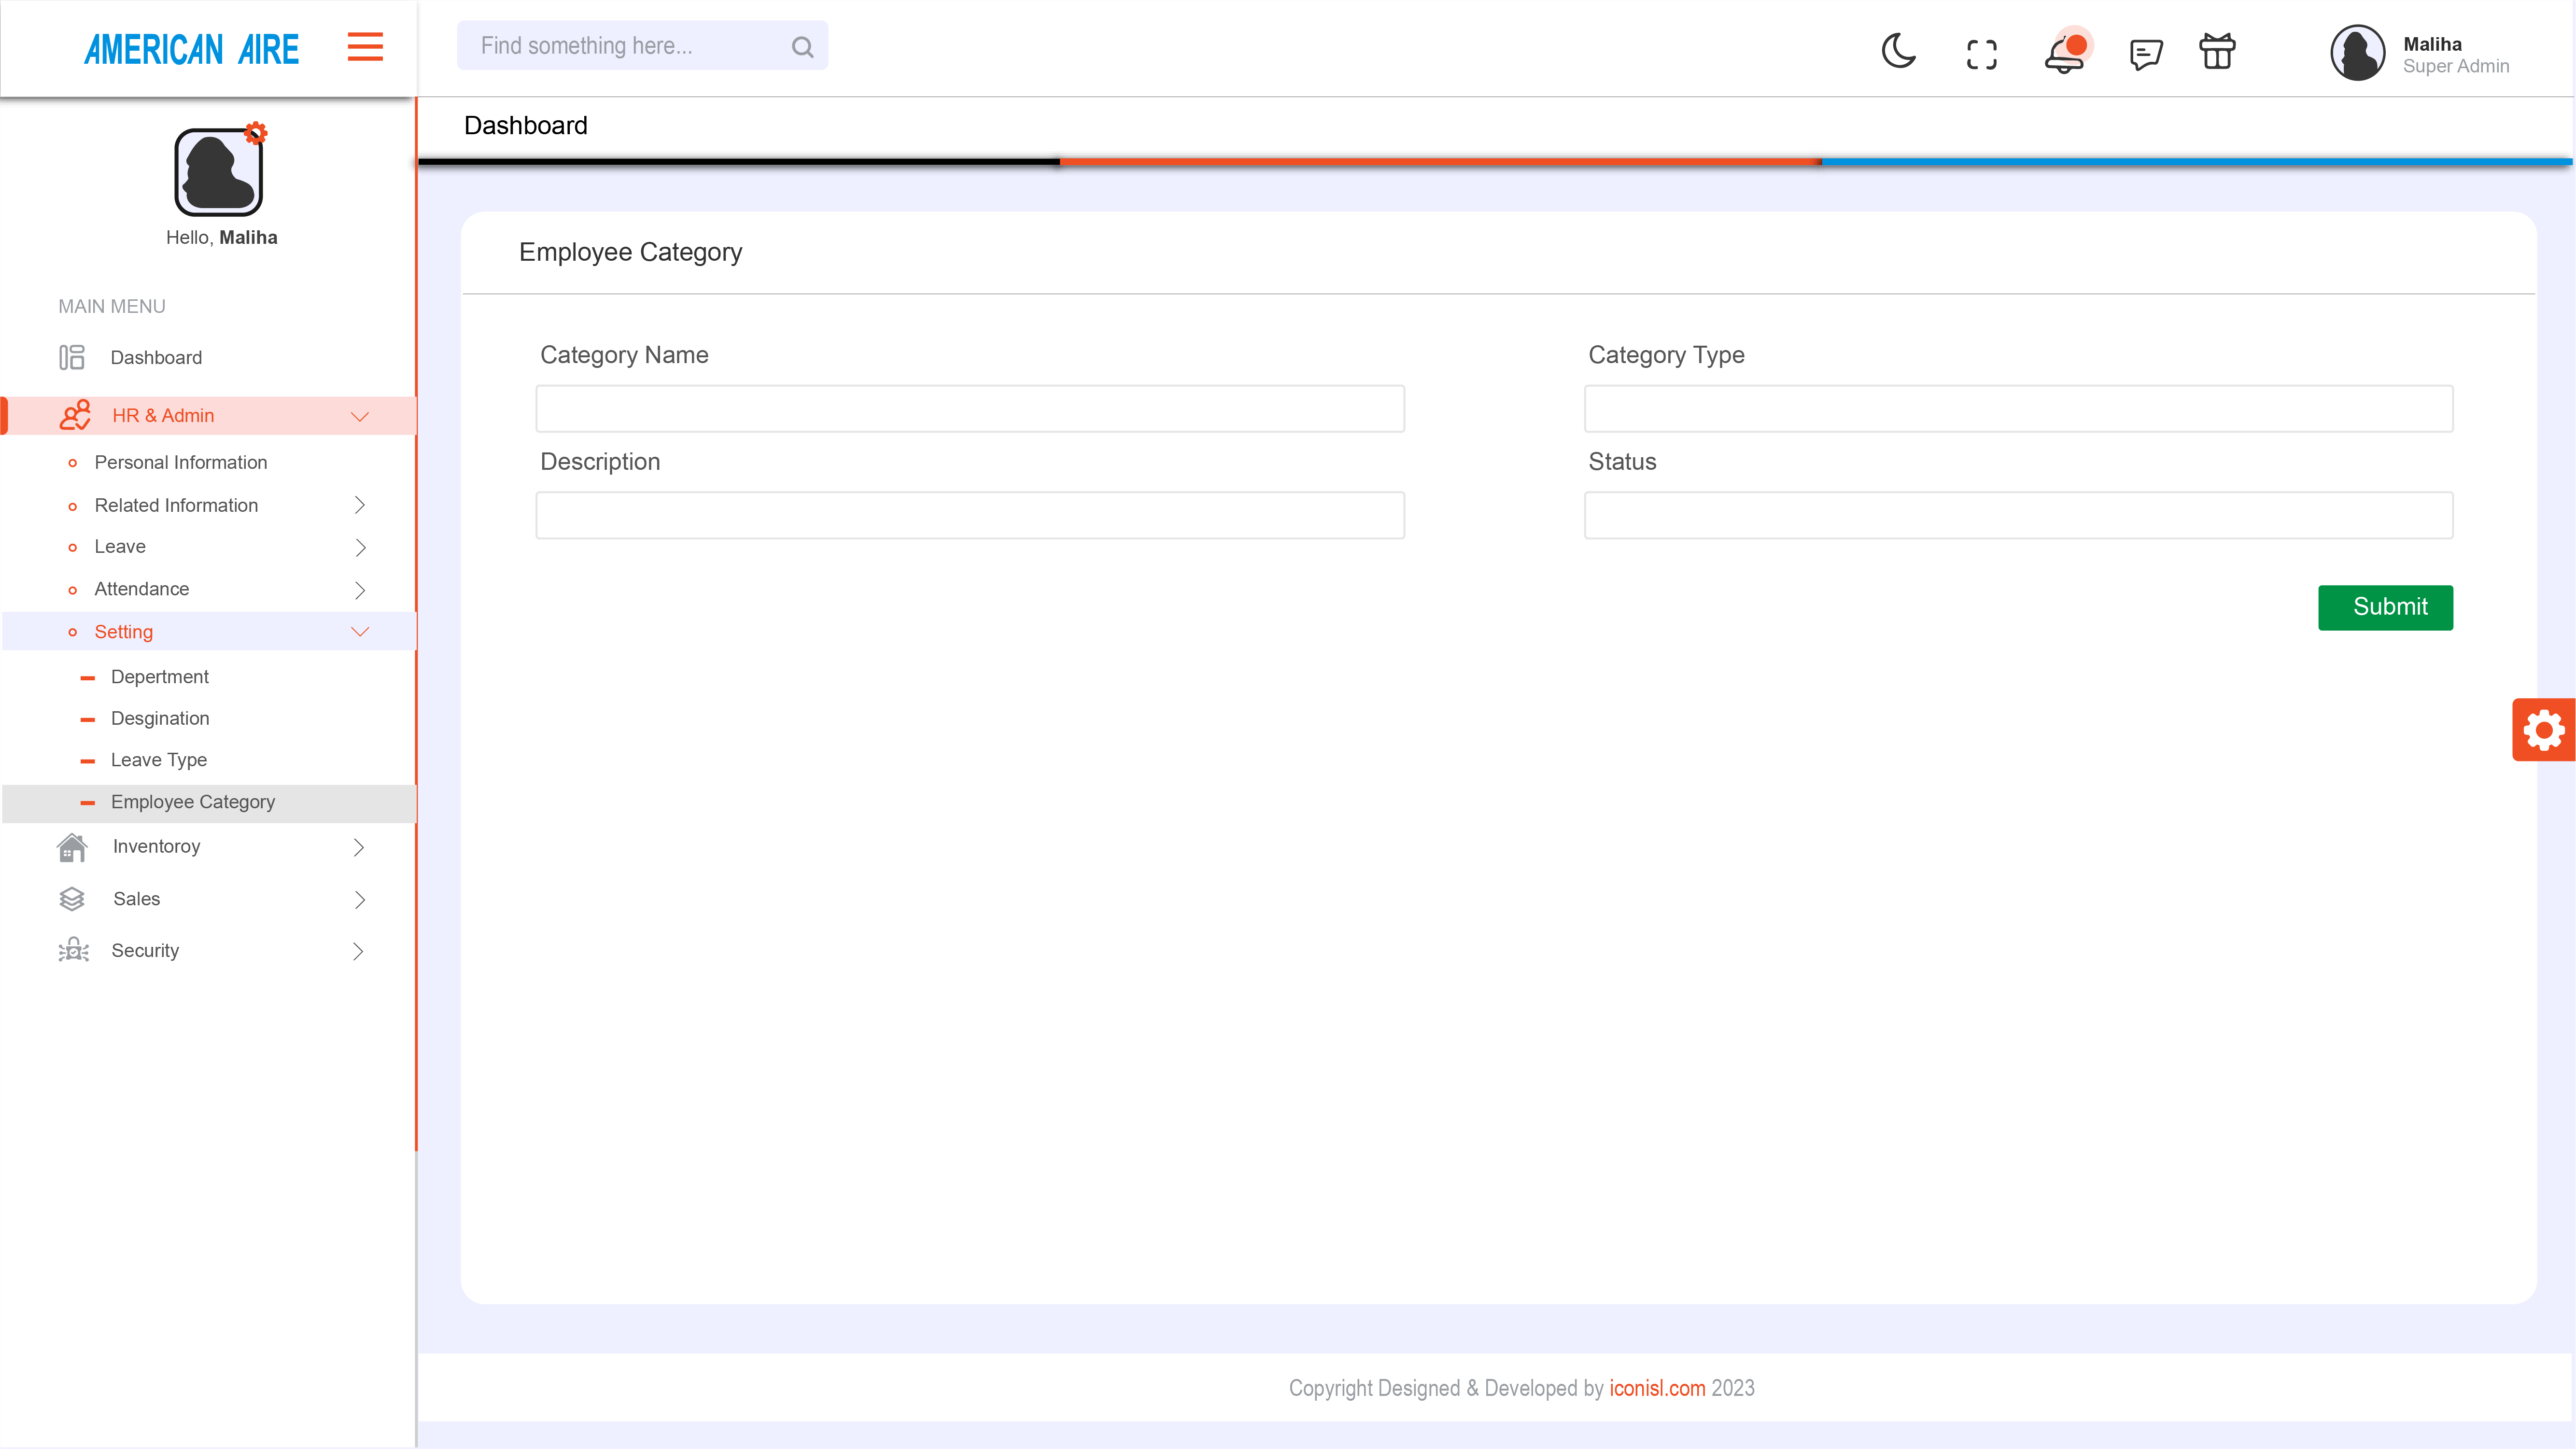 AMERICAN AIRE
Find something here...
Maliha
Super Admin
Dashboard
Hello, Maliha
MAIN MENU
Dashboard
HR & Admin
Personal Information
Related Information
Leave
Attendance
Setting
Depertment
Desgination
Leave Type
Employee Category
Inventoroy
Sales
Security
Employee Category
Category Name
Category Type
Description
Status
Submit
Copyright Designed & Developed by iconisl.com 2023